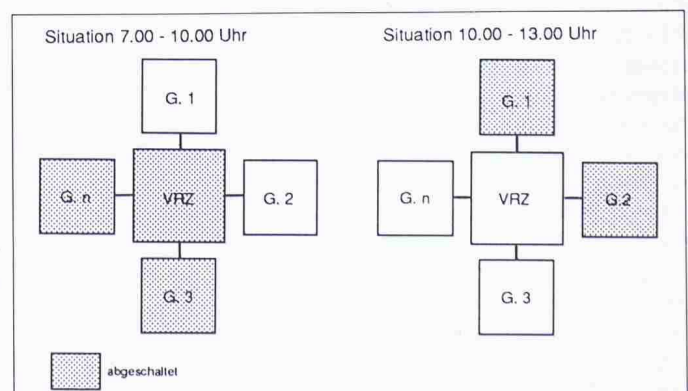 Situation 7.00 - 10.00 Uhr
G. 1
G. n
VRZ
G. 2
G. 3
Situation 10.00 - 13.00 Uhr
G. 1
G. n
VRZ
G.2
G. 3
abgeschaltet